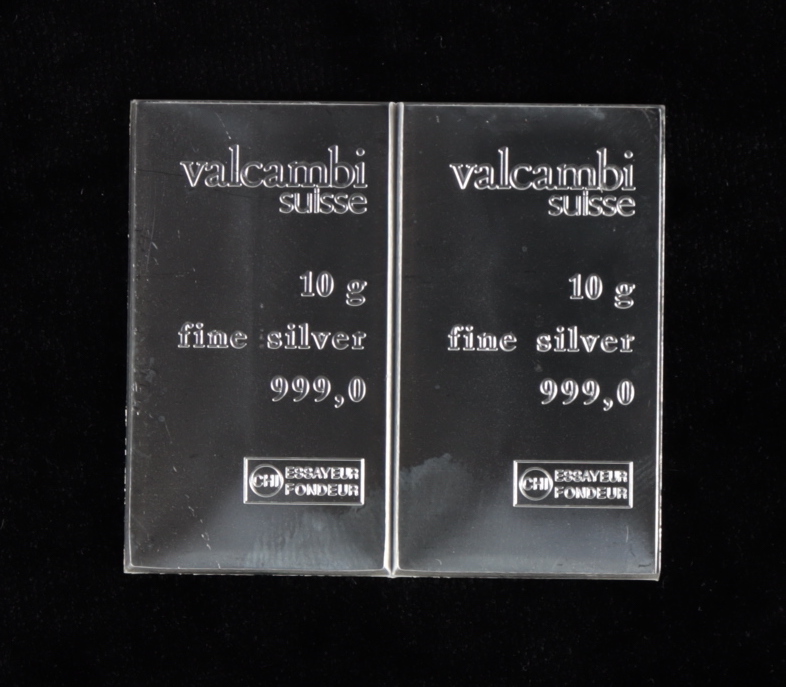 valcambi
suisse
10 g
fine silver
999,0
CHI ESSAYEUR
FONDEUR
valcambi
suisse
10 g
fine silver
999,0
CHI ESSAYEUR
FONDEUR